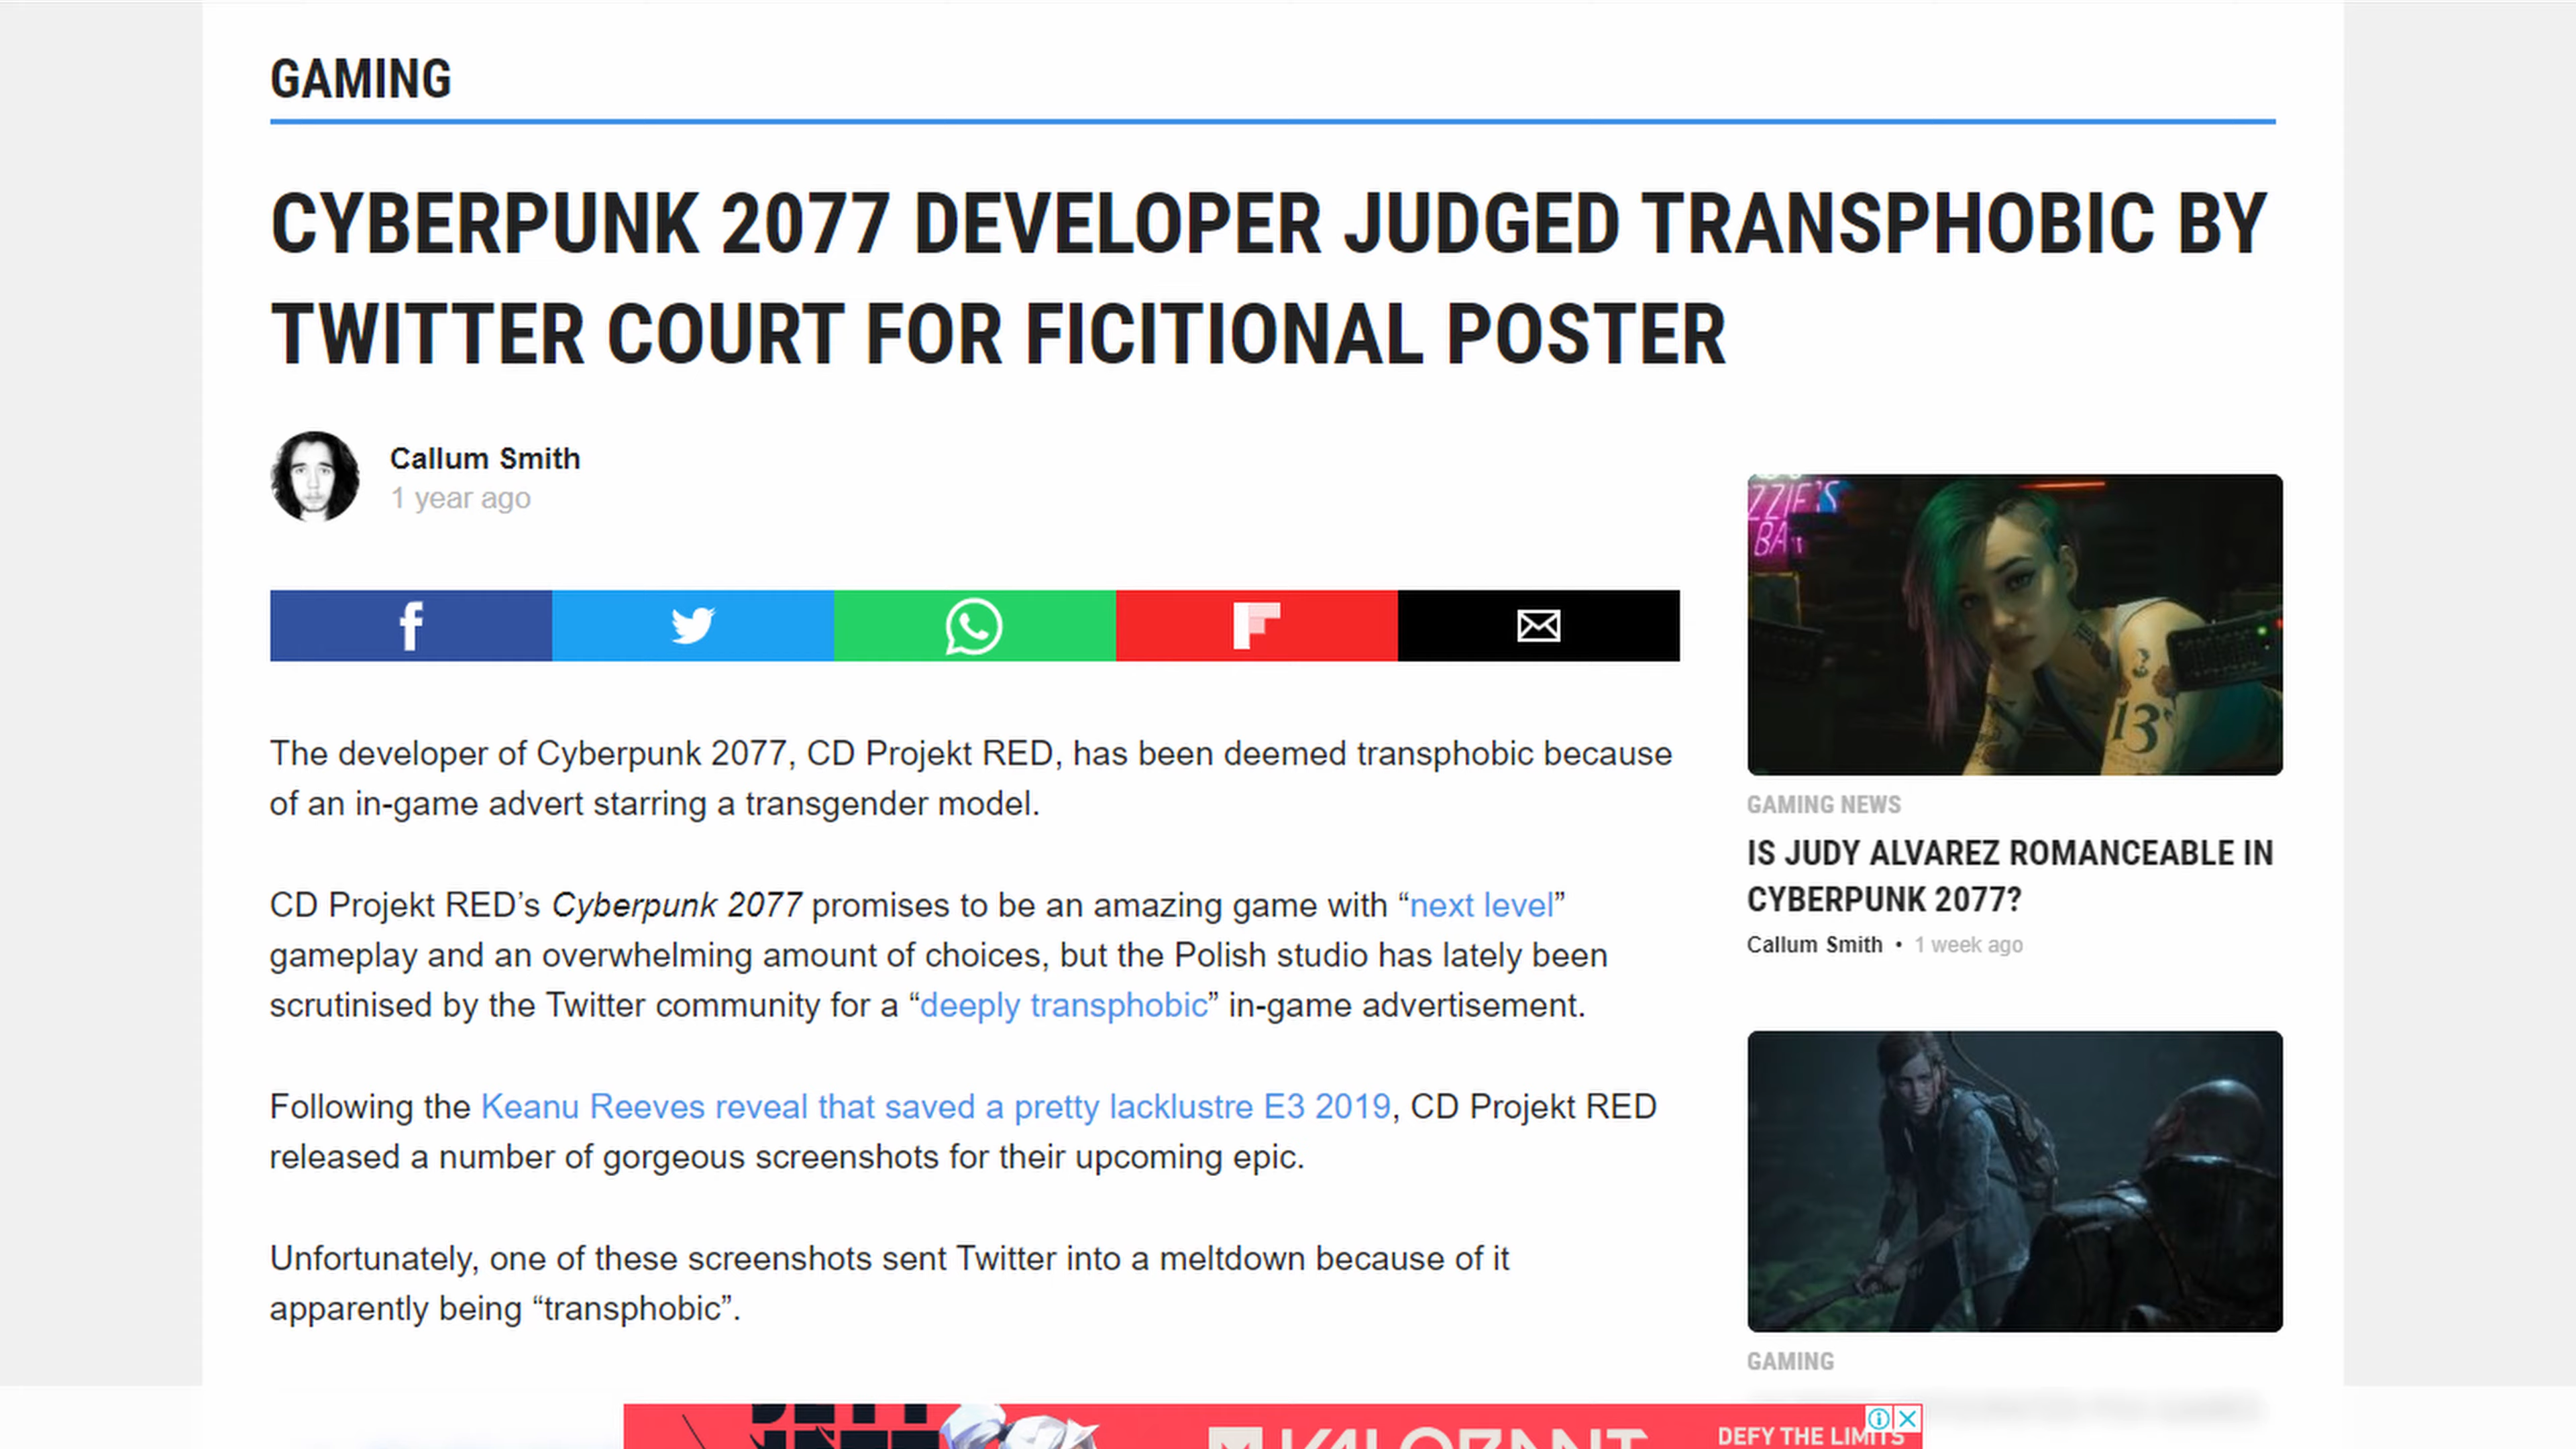 GAMING
CYBERPUNK 2077 DEVELOPER JUDGED TRANSPHOBIC BY
TWITTER COURT FOR FICITIONAL POSTER
Callum Smith
1 year ago
The developer of Cyberpunk 2077, CD Projekt RED, has been deemed transphobic because
of an in-game advert starring a transgender model.
CD Projekt RED’s Cyberpunk 2077 promises to be an amazing game with “next level”
gameplay and an overwhelming amount of choices, but the Polish studio has lately been
scrutinised by the Twitter community for a “deeply transphobic” in-game advertisement.
Following the Keanu Reeves reveal that saved a pretty lacklustre E3 2019, CD Projekt RED
released a number of gorgeous screenshots for their upcoming epic.
Unfortunately, one of these screenshots sent Twitter into a meltdown because of it
apparently being “transphobic”.
ZZIE'S
BA
13
GAMING NEWS
IS JUDY ALVAREZ ROMANCEABLE IN
CYBERPUNK 2077?
Callum Smith • 1 week ago
GAMING
VALORANT
DEFY THE LIMITS